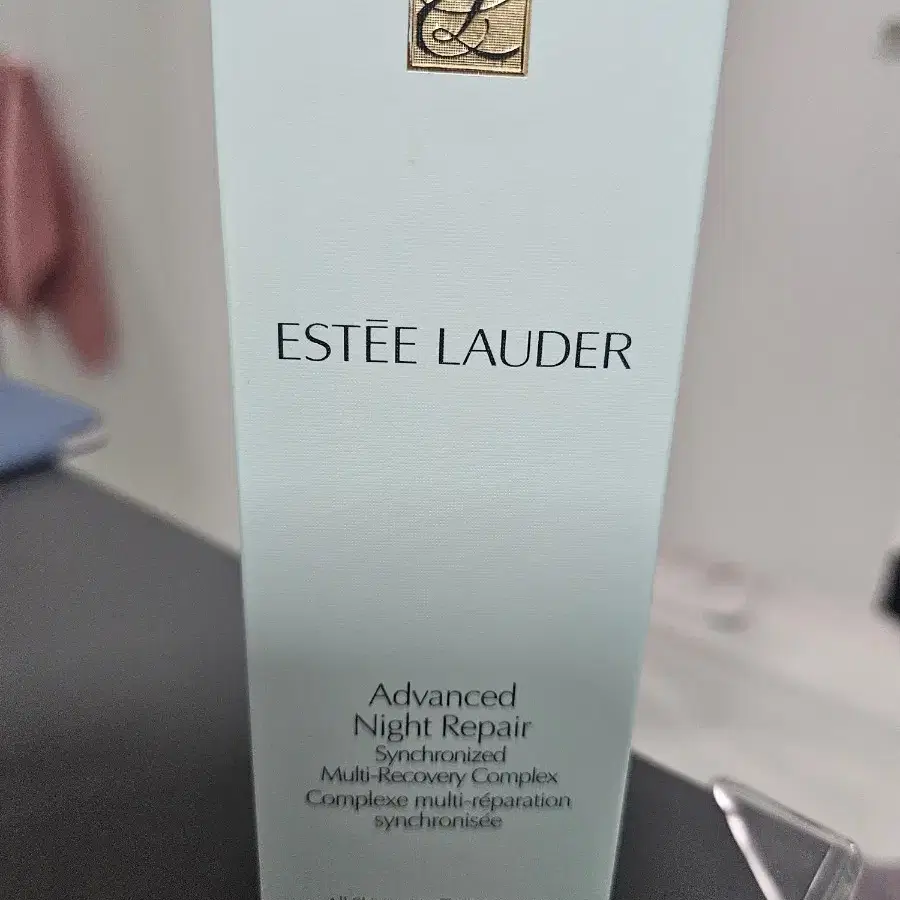 ESTĒE LAUDER
Advanced
Night Repair
Synchronized
Multi-Recovery Complex
Complexe multi-réparation
synchronisée